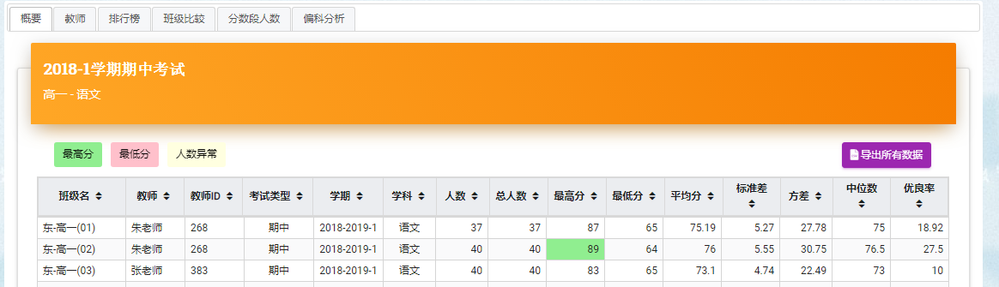 概要 教师 排行榜 班级比较 分数段人数 偏科分析
2018-1学期期中考试
高一 - 语文
最高分 最低分 人数异常 导出所有数据
班级名 教师 教师ID 考试类型 学期 学科 人数 总人数 最高分 最低分 平均分 标准差 方差 中位数 优良率
东-高一(01) 朱老师 268 期中 2018-2019-1 语文 37 37 87 65 75.19 5.27 27.78 75 18.92
东-高一(02) 朱老师 268 期中 2018-2019-1 语文 40 40 89 64 76 5.55 30.75 76.5 27.5
东-高一(03) 张老师 383 期中 2018-2019-1 语文 40 40 83 65 73.1 4.74 22.49 73 10